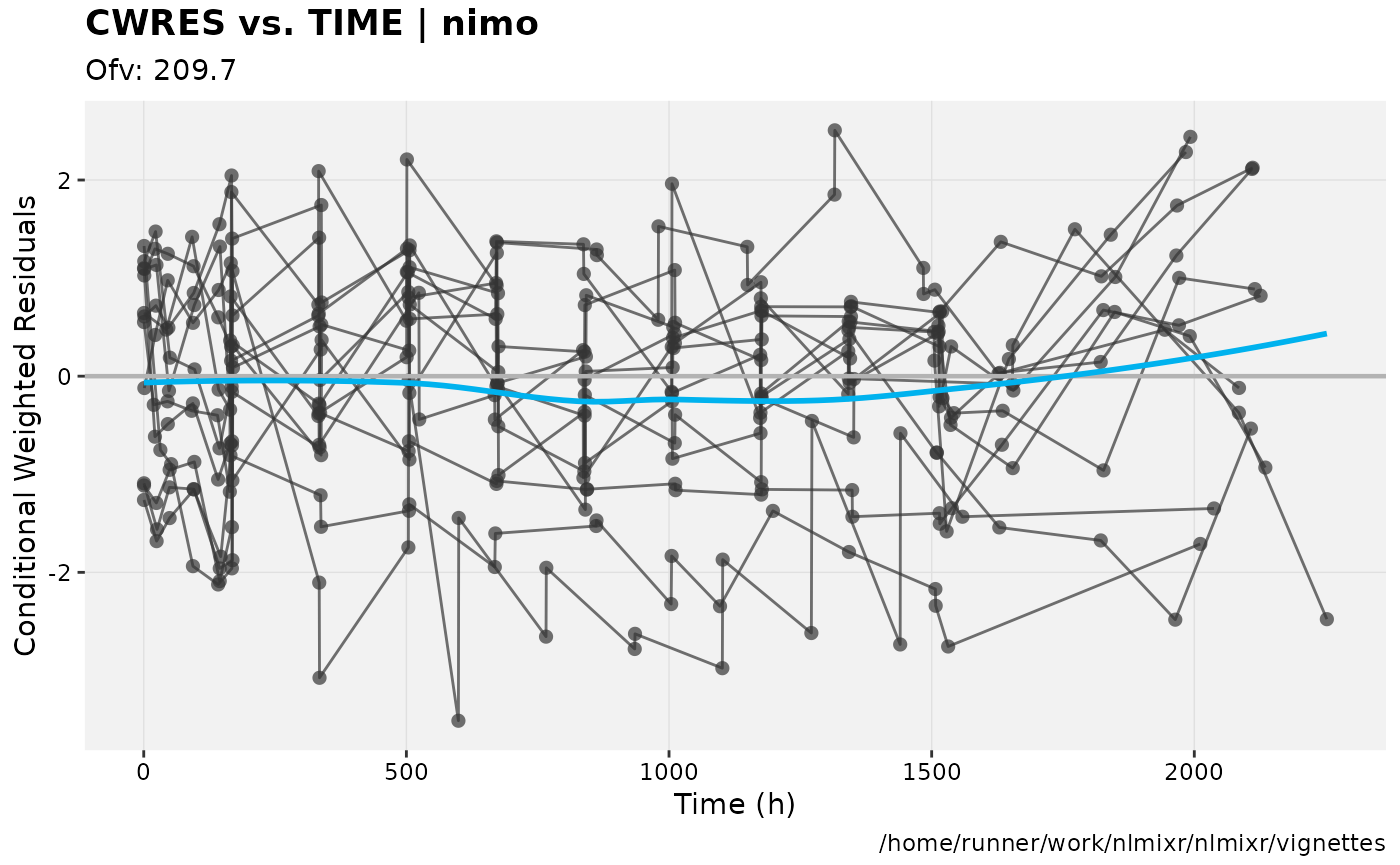 CWRES vs. TIME | nimo
Ofv: 209.7
Conditional Weighted Residuals
2
0
-2
0 500 1000 1500 2000
Time (h)
/home/runner/work/nlmixr/nlmixr/vignettes